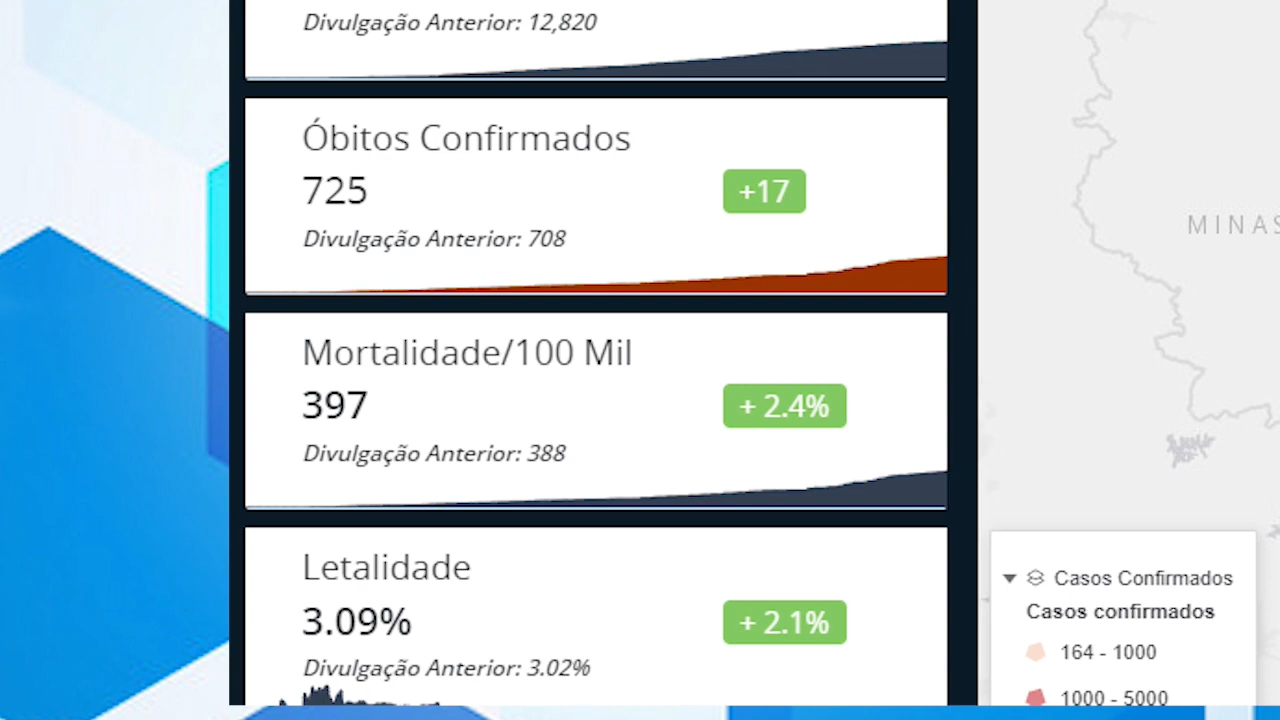 Divulgação Anterior: 12,820
Óbitos Confirmados
725
+17
Divulgação Anterior: 708
Mortalidade/100 Mil
397
+ 2.4%
Divulgação Anterior: 388
Letalidade
3.09%
+ 2.1%
Divulgação Anterior: 3.02%
MINAS
Casos Confirmados
Casos confirmados
164 - 1000
1000 - 5000